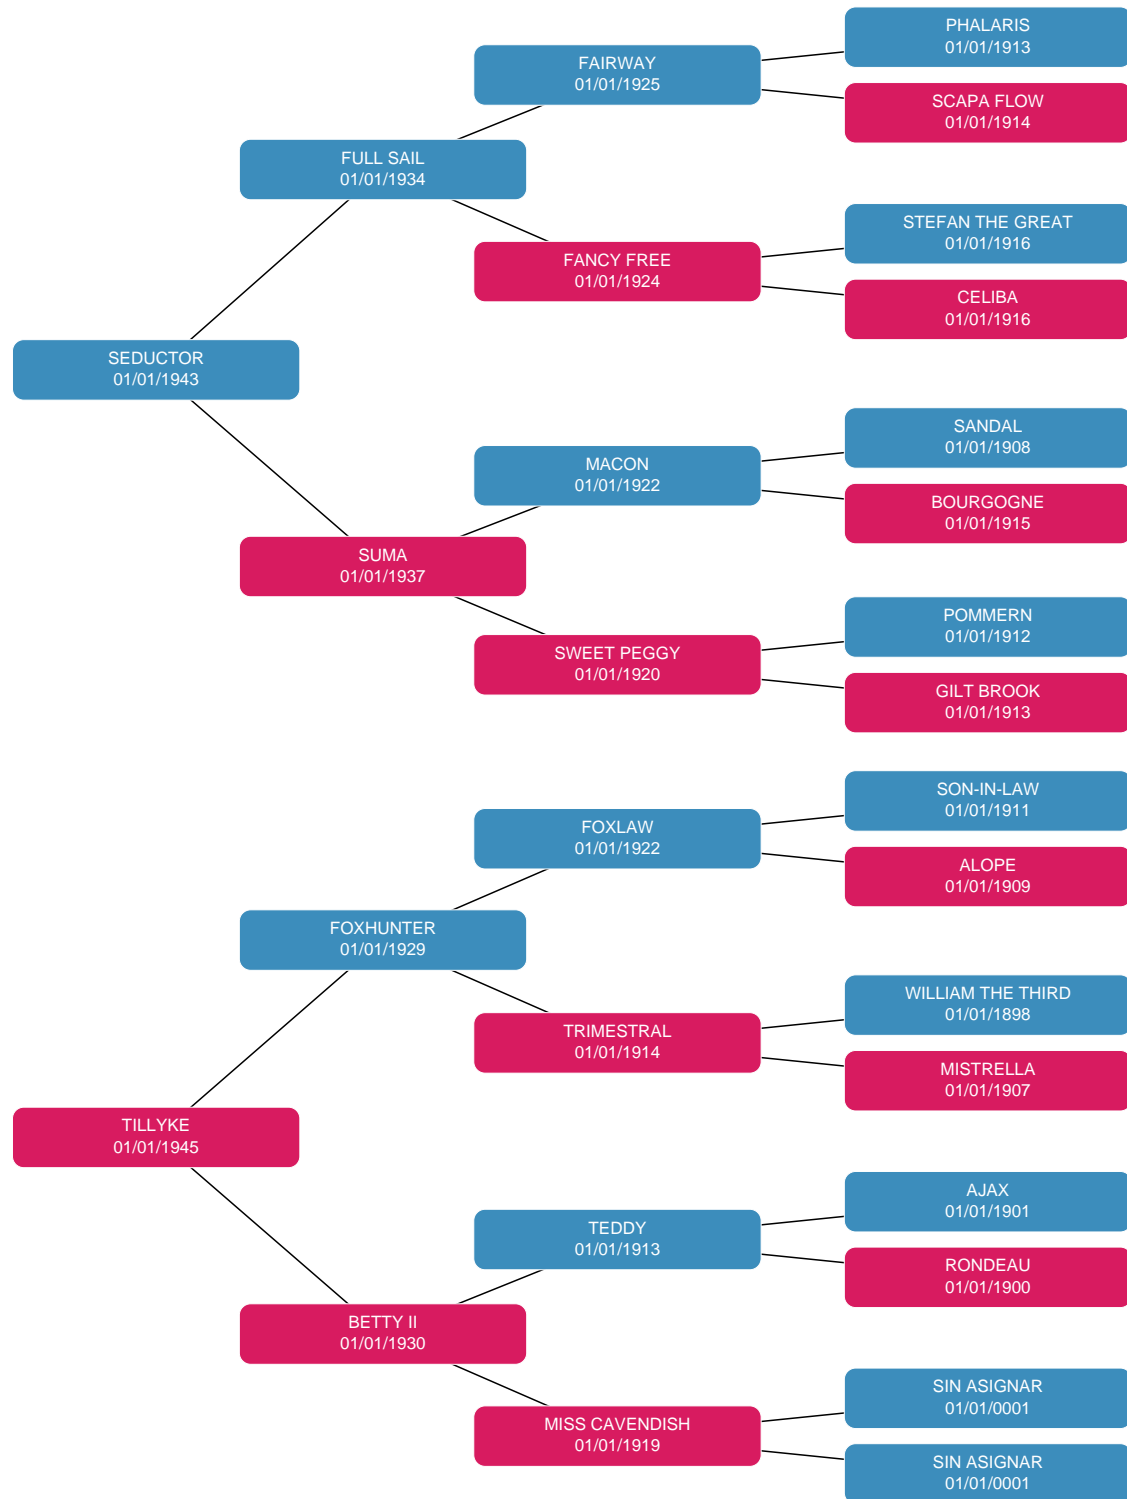 PHALARIS
01/01/1913
FAIRWAY
01/01/1925
SCAPA FLOW
01/01/1914
FULL SAIL
01/01/1934
STEFAN THE GREAT
01/01/1916
FANCY FREE
01/01/1924
CELIBA
01/01/1916
SEDUCTOR
01/01/1943
SANDAL
01/01/1908
MACON
01/01/1922
BOURGOGNE
01/01/1915
SUMA
01/01/1937
POMMERN
01/01/1912
SWEET PEGGY
01/01/1920
GILT BROOK
01/01/1913
SON-IN-LAW
01/01/1911
FOXLAW
01/01/1922
ALOPE
01/01/1909
FOXHUNTER
01/01/1929
WILLIAM THE THIRD
01/01/1898
TRIMESTRAL
01/01/1914
MISTRELLA
01/01/1907
TILLYKE
01/01/1945
AJAX
01/01/1901
TEDDY
01/01/1913
RONDEAU
01/01/1900
BETTY II
01/01/1930
SIN ASIGNAR
01/01/0001
MISS CAVENDISH
01/01/1919
SIN ASIGNAR
01/01/0001